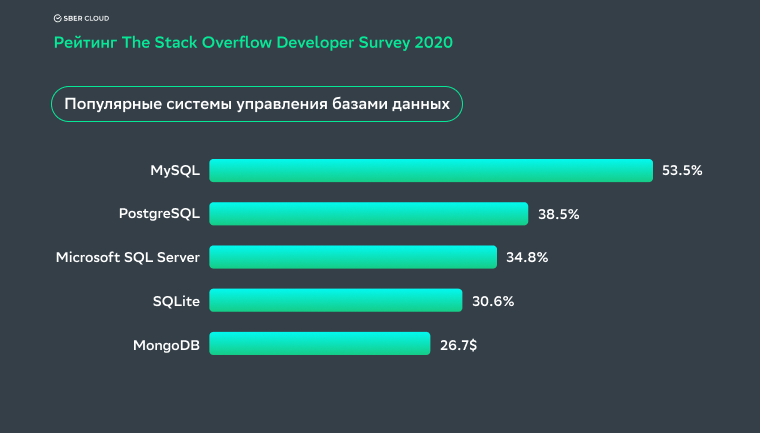 SBER CLOUD
Рейтинг The Stack Overflow Developer Survey 2020
Популярные системы управления базами данных
MySQL 53.5%
PostgreSQL 38.5%
Microsoft SQL Server 34.8%
SQLite 30.6%
MongoDB 26.7$